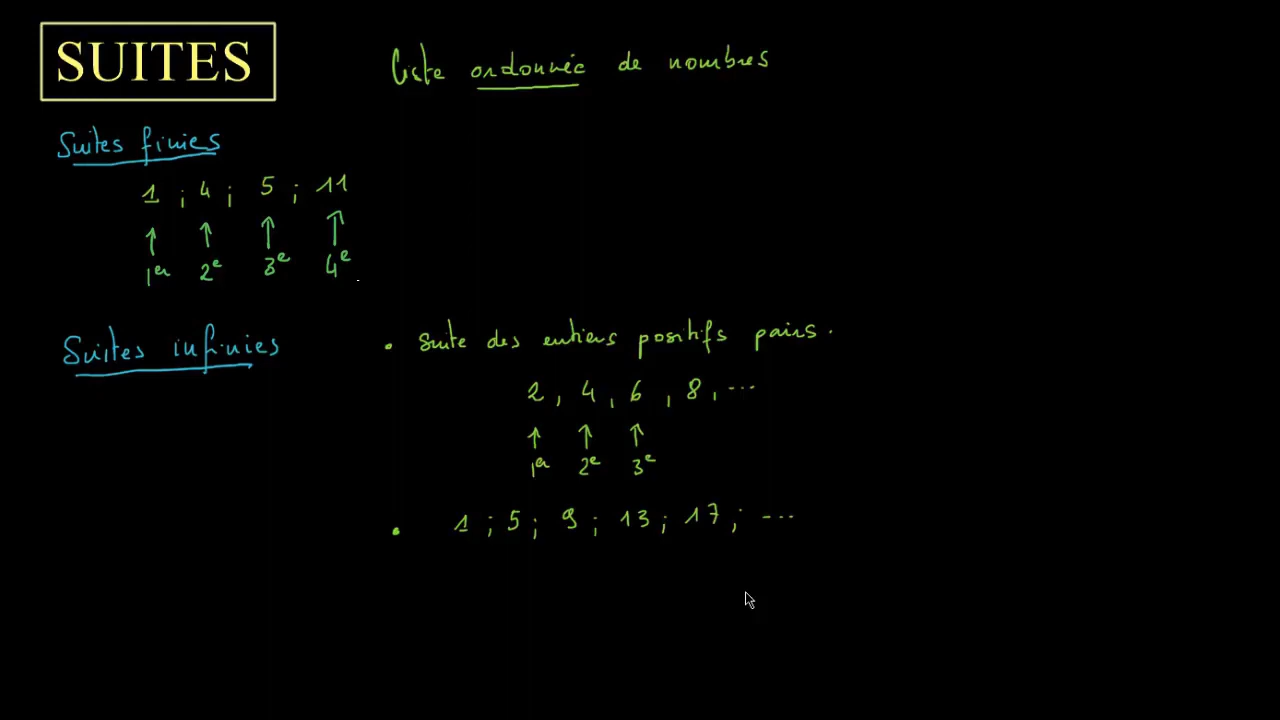 SUITES
Liste ordonnée de nombres
Suites finies
1 ; 4 ; 5 ; 11
1er 2e 3e 4e
Suites infinies
• Suite des entiers positifs pairs.
2, 4, 6, 8, ...
1er 2e 3e
• 1 ; 5 ; 9 ; 13 ; 17 ; ...